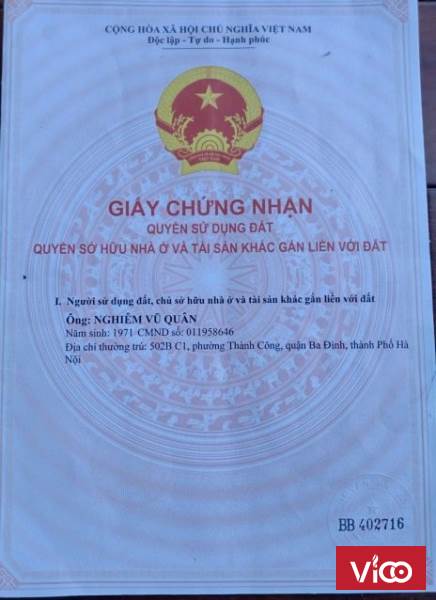 CỘNG HÒA XÃ HỘI CHỦ NGHĨA VIỆT NAM
Độc lập - Tự do - Hạnh phúc
VIỆT NAM
GIẤY CHỨNG NHẬN
QUYỀN SỬ DỤNG ĐẤT
QUYỀN SỞ HỮU NHÀ Ở VÀ TÀI SẢN KHÁC GẮN LIỀN VỚI ĐẤT
I. Người sử dụng đất, chủ sở hữu nhà ở và tài sản khác gắn liền với đất
Ông: NGHIÊM VŨ QUÂN
Năm sinh: 1971 CMND số: 011958646
Địa chỉ thường trú: 502B C1, phường Thành Công, quận Ba Đình, thành Phố Hà
Nội
BB 402716
Vico